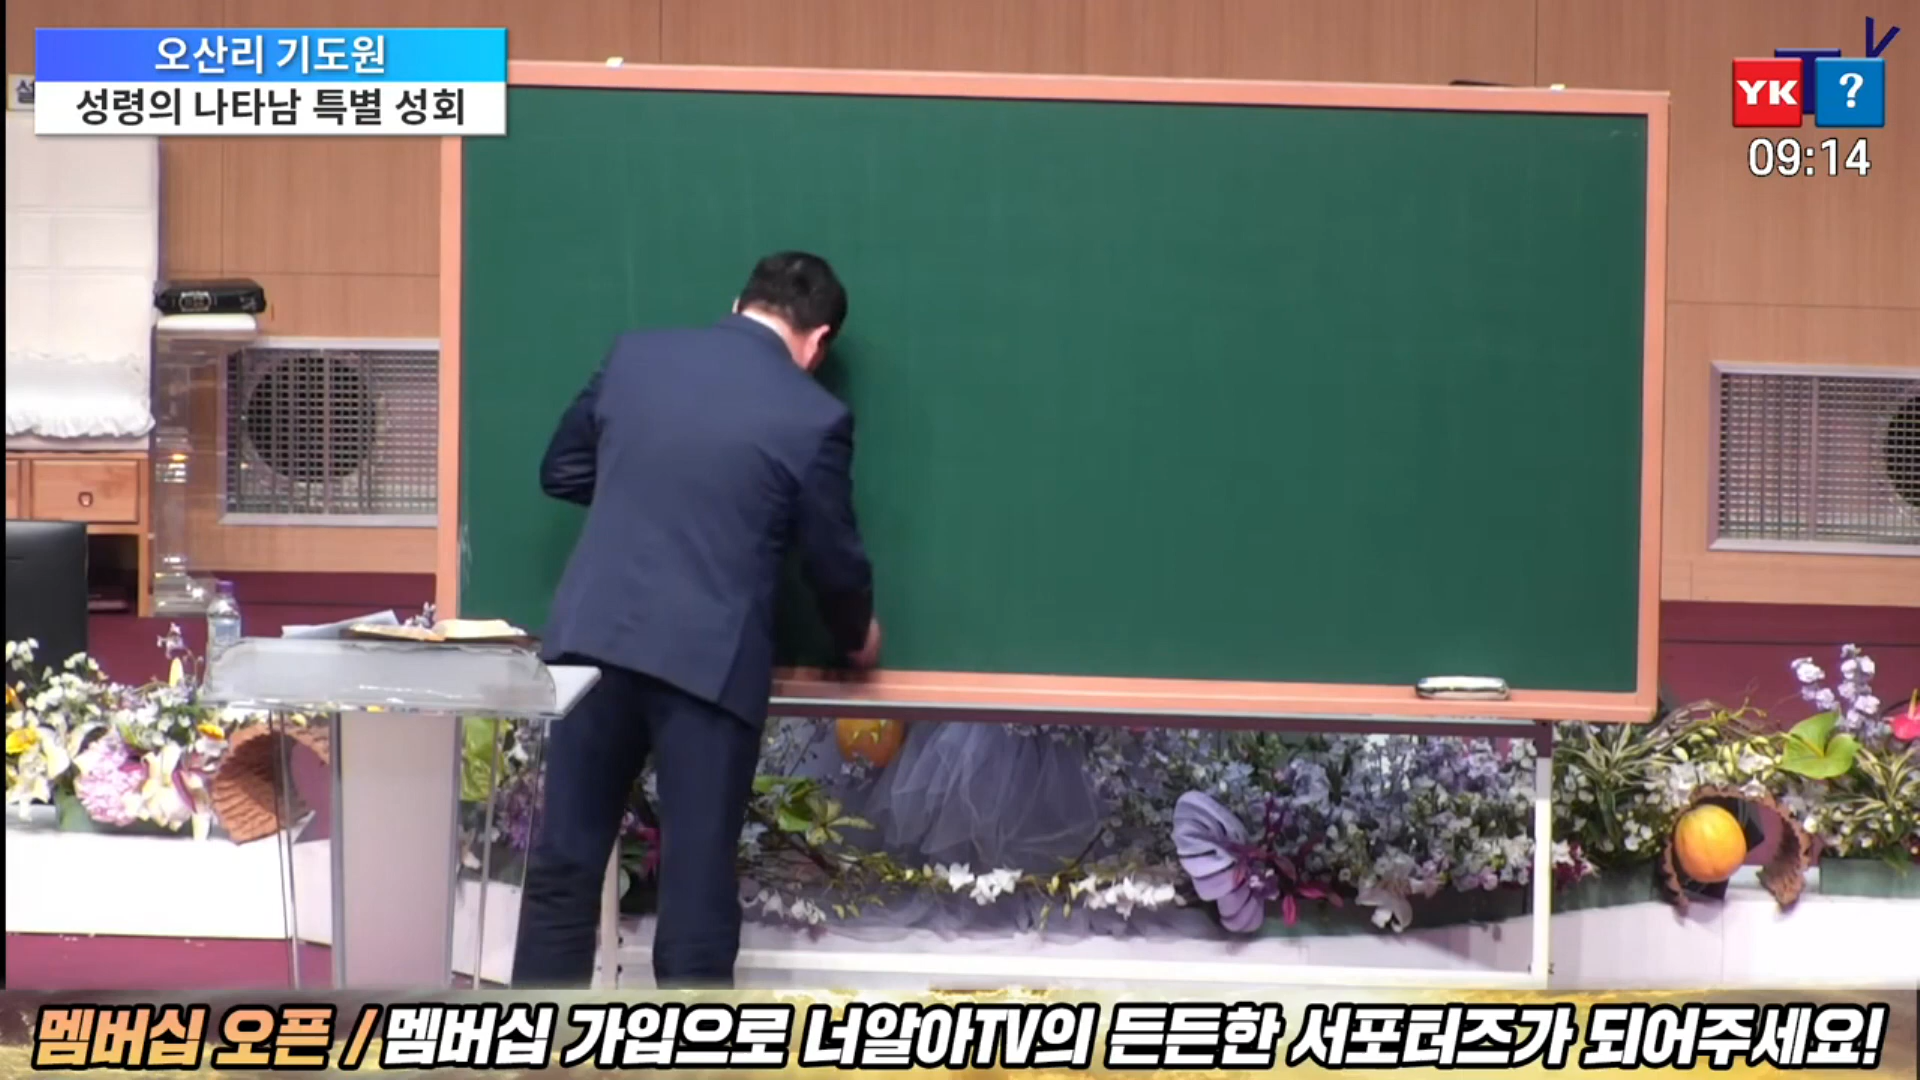 오산리 기도원
성령의 나타남 특별 성회
TV
YK ?
09:14
멤버십 오픈 / 멤버십 가입으로 너알아TV의 든든한 서포터즈가 되어주세요!